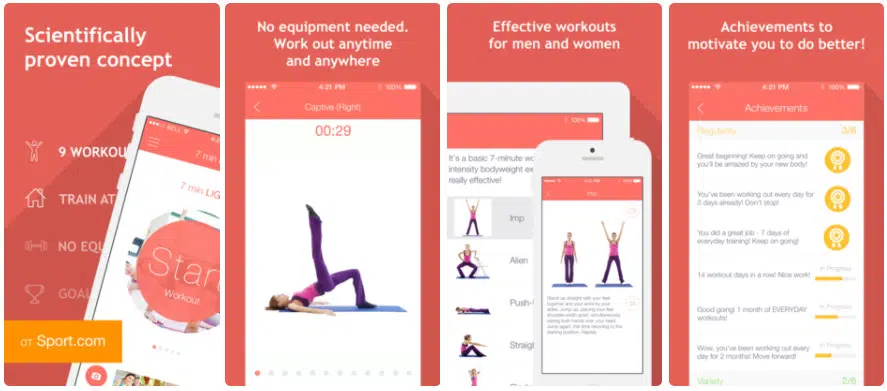 Scientifically
proven concept
9 WORKOU
TRAIN AT
NO EQU
GOAL
BELL
4:21
7 min
7 min LIG
Start
Workout
от Sport.com
No equipment needed.
Work out anytime
and anywhere
4:21 PM
100%
Captive (Right)
00:29
Effective workouts
for men and women
100%
It's a basic 7-minute w
intensity bodyweight ex
really effective!
Imp
Alien
Push-
Straigh
Imp
Stand up straight with your feet
together and your arms by your
sides. Jump up, placing your feet
shoulder-width apart, simultaneously
raising both hands over your head.
Jump again, this time returning to the
starting position. Repeat.
Achievements to
motivate you to do better!
4:21 PM
100%
Achievements
Regularity
3/6
Great beginning! Keep on going and
you'll be amazed by your new body!
You've been working out every day for
3 days already! Don't stop!
You did a great job - 7 days of
everyday training! Keep on going!
14 workout days in a row! Nice work!
In Progress
Good going! 1 month of EVERYDAY
workouts!
In Progress
Wow, you've been working out every
day for 2 months! Move forward!
In Progress
Variety
2/6